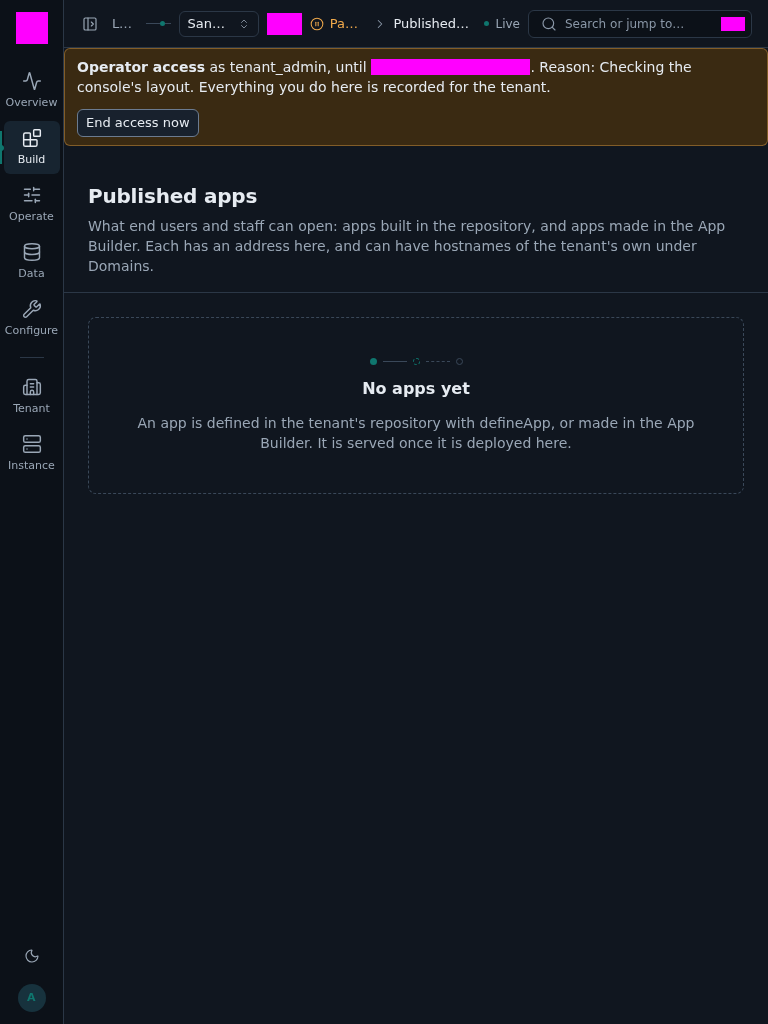 L…
San…
Pa…
Published…
Live
Search or jump to…
Operator access as tenant_admin, until
. Reason: Checking the
console's layout. Everything you do here is recorded for the tenant.
End access now
Overview
Build
Operate
Data
Configure
Tenant
Instance
A
Published apps
What end users and staff can open: apps built in the repository, and apps made in the App
Builder. Each has an address here, and can have hostnames of the tenant's own under
Domains.
No apps yet
An app is defined in the tenant's repository with defineApp, or made in the App
Builder. It is served once it is deployed here.